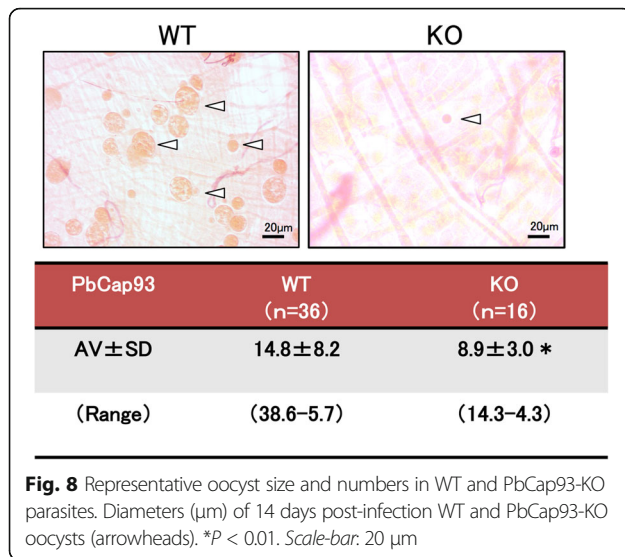 WT KO
20μm 20μm
PbCap93 WT KO
(n=36) (n=16)
AV±SD 14.8±8.2 8.9±3.0 *
(Range) (38.6-5.7) (14.3-4.3)
Fig. 8 Representative oocyst size and numbers in WT and PbCap93-KO
parasites. Diameters (μm) of 14 days post-infection WT and PbCap93-KO
oocysts (arrowheads). *P < 0.01. Scale-bar: 20 μm